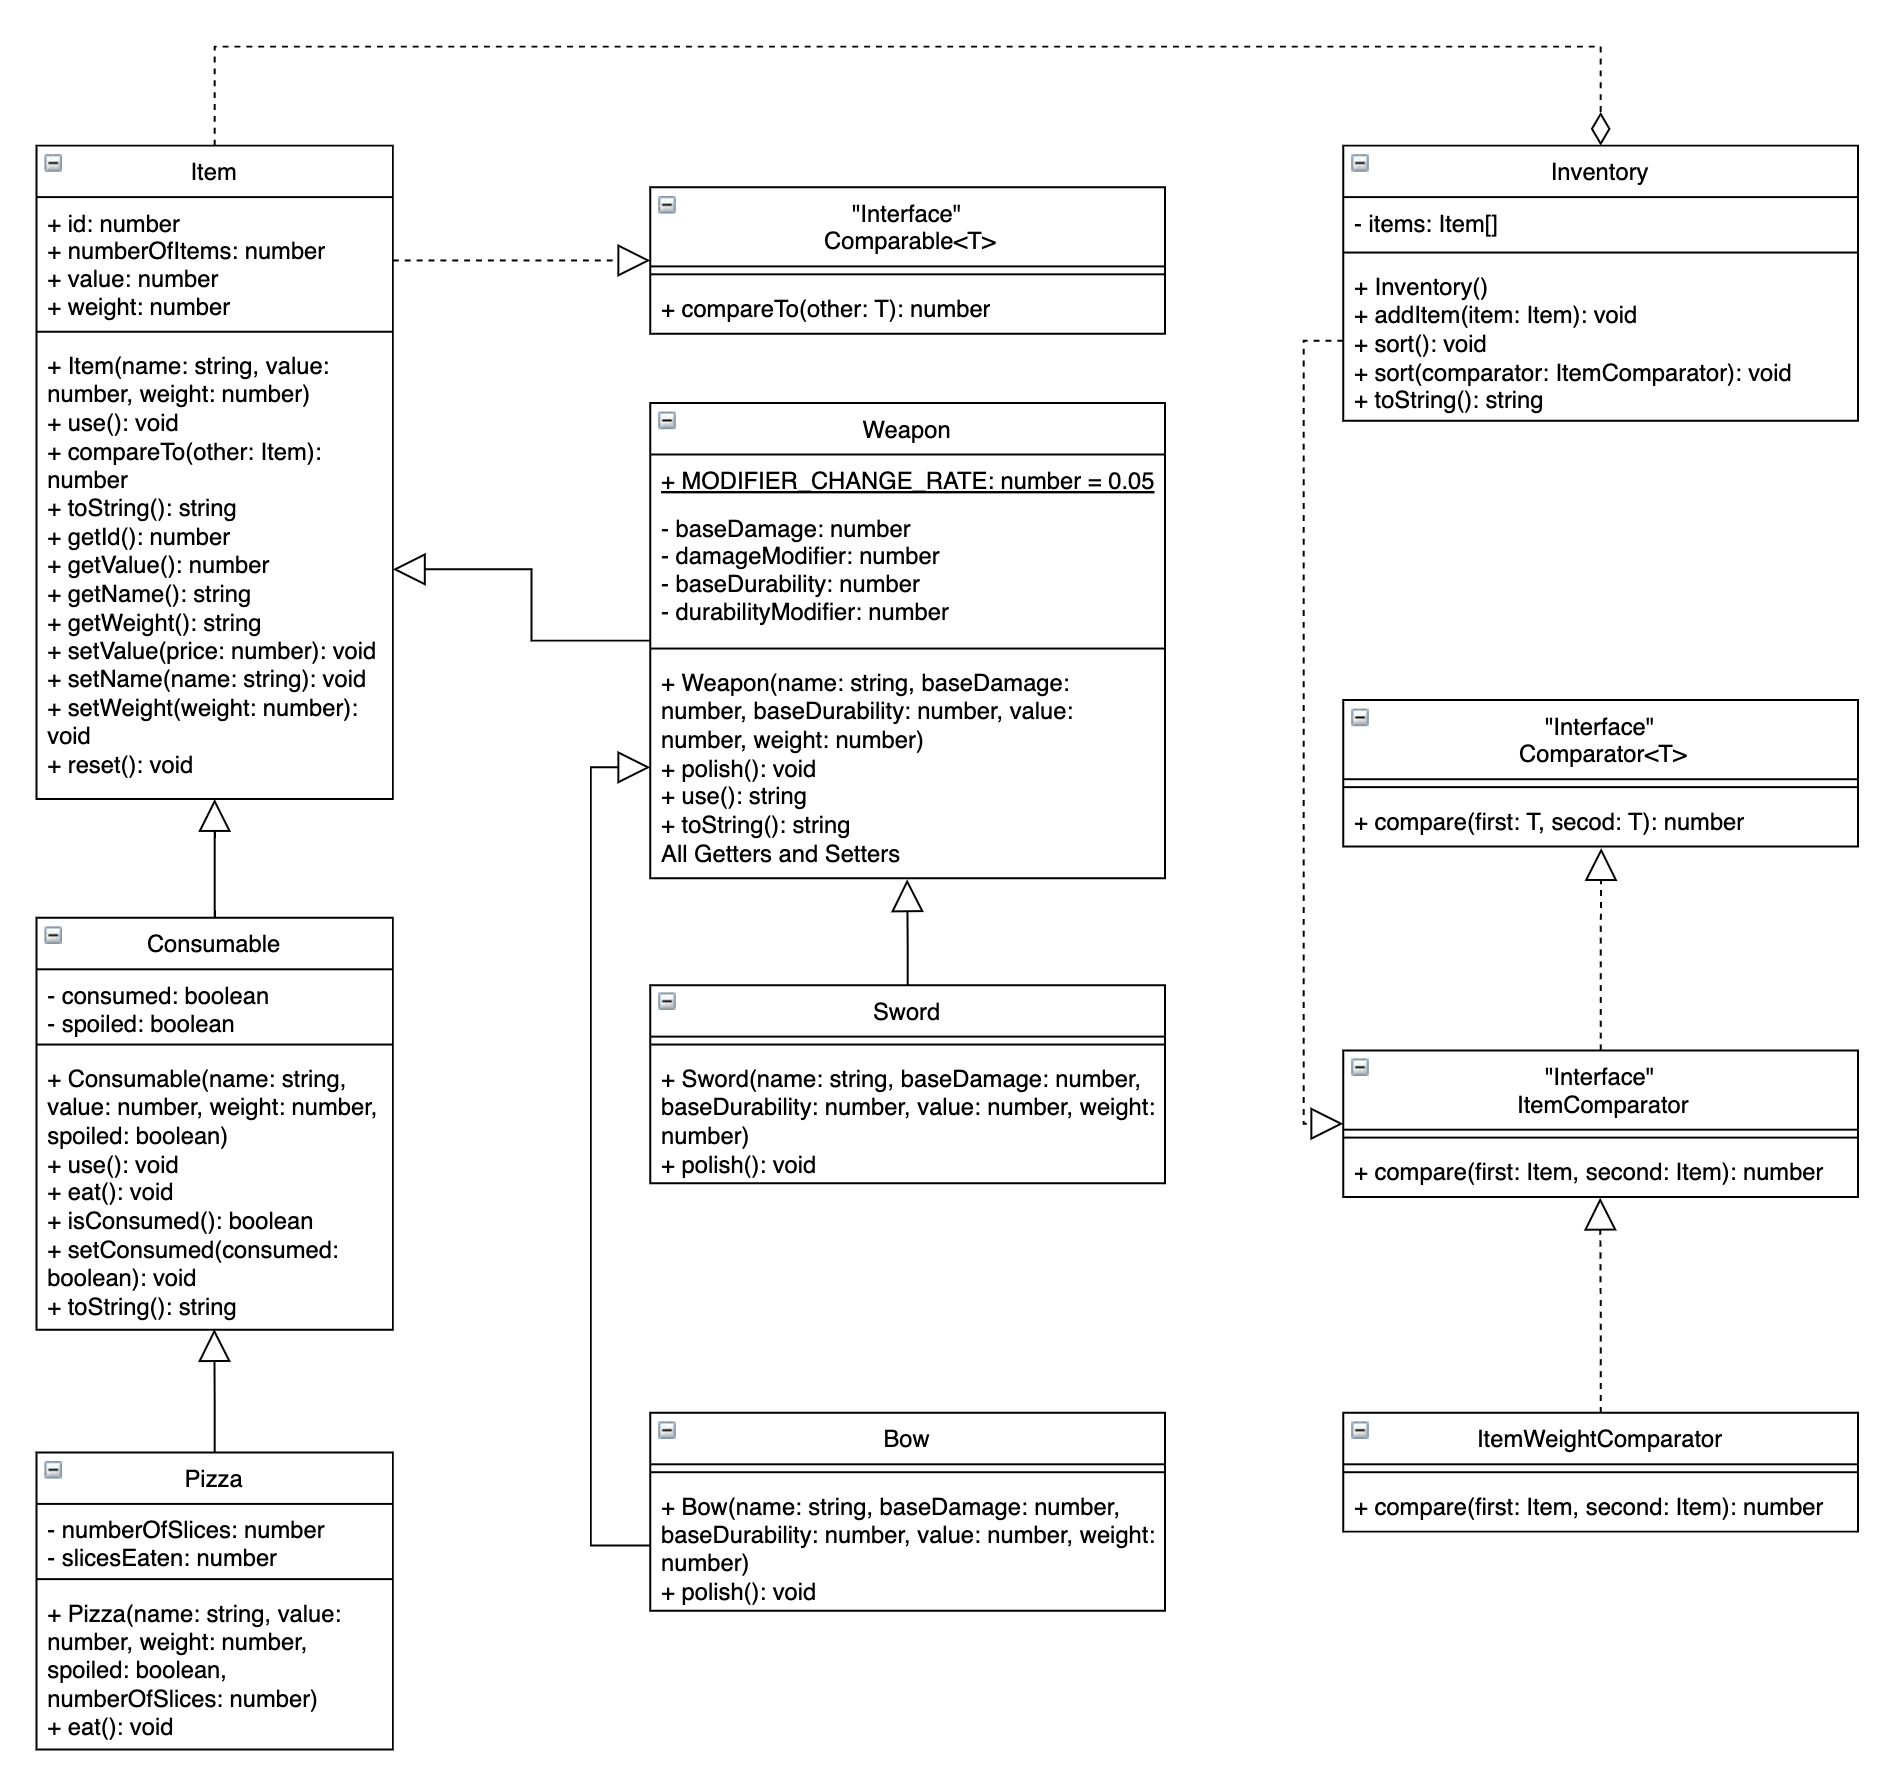 Item
+ id: number
+ numberOfItems: number
+ value: number
+ weight: number
+ Item(name: string, value:
number, weight: number)
+ use(): void
+ compareTo(other: Item):
number
+ toString(): string
+ getId(): number
+ getValue(): number
+ getName(): string
+ getWeight(): string
+ setValue(price: number): void
+ setName(name: string): void
+ setWeight(weight: number):
void
+ reset(): void
Consumable
- consumed: boolean
- spoiled: boolean
+ Consumable(name: string,
value: number, weight: number,
spoiled: boolean)
+ use(): void
+ eat(): void
+ isConsumed(): boolean
+ setConsumed(consumed:
boolean): void
+ toString(): string
Pizza
- numberOfSlices: number
- slicesEaten: number
+ Pizza(name: string, value:
number, weight: number,
spoiled: boolean,
numberOfSlices: number)
+ eat(): void
"Interface"
Comparable<T>
+ compareTo(other: T): number
Weapon
+ MODIFIER_CHANGE_RATE: number = 0.05
- baseDamage: number
- damageModifier: number
- baseDurability: number
- durabilityModifier: number
+ Weapon(name: string, baseDamage:
number, baseDurability: number, value:
number, weight: number)
+ polish(): void
+ use(): string
+ toString(): string
All Getters and Setters
Sword
+ Sword(name: string, baseDamage: number,
baseDurability: number, value: number, weight:
number)
+ polish(): void
Bow
+ Bow(name: string, baseDamage: number,
baseDurability: number, value: number, weight:
number)
+ polish(): void
Inventory
- items: Item[]
+ Inventory()
+ addItem(item: Item): void
+ sort(): void
+ sort(comparator: ItemComparator): void
+ toString(): string
"Interface"
Comparator<T>
+ compare(first: T, secod: T): number
"Interface"
ItemComparator
+ compare(first: Item, second: Item): number
ItemWeightComparator
+ compare(first: Item, second: Item): number